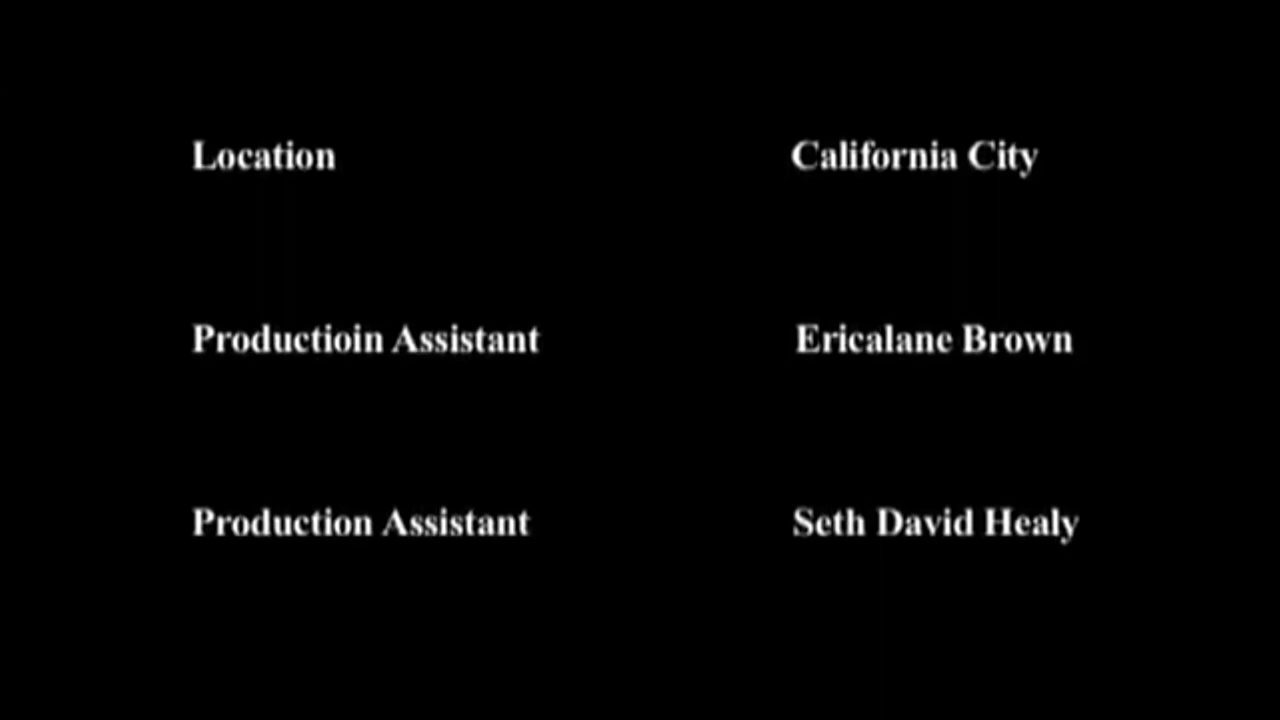 Location California City
Productioin Assistant Ericalane Brown
Production Assistant Seth David Healy